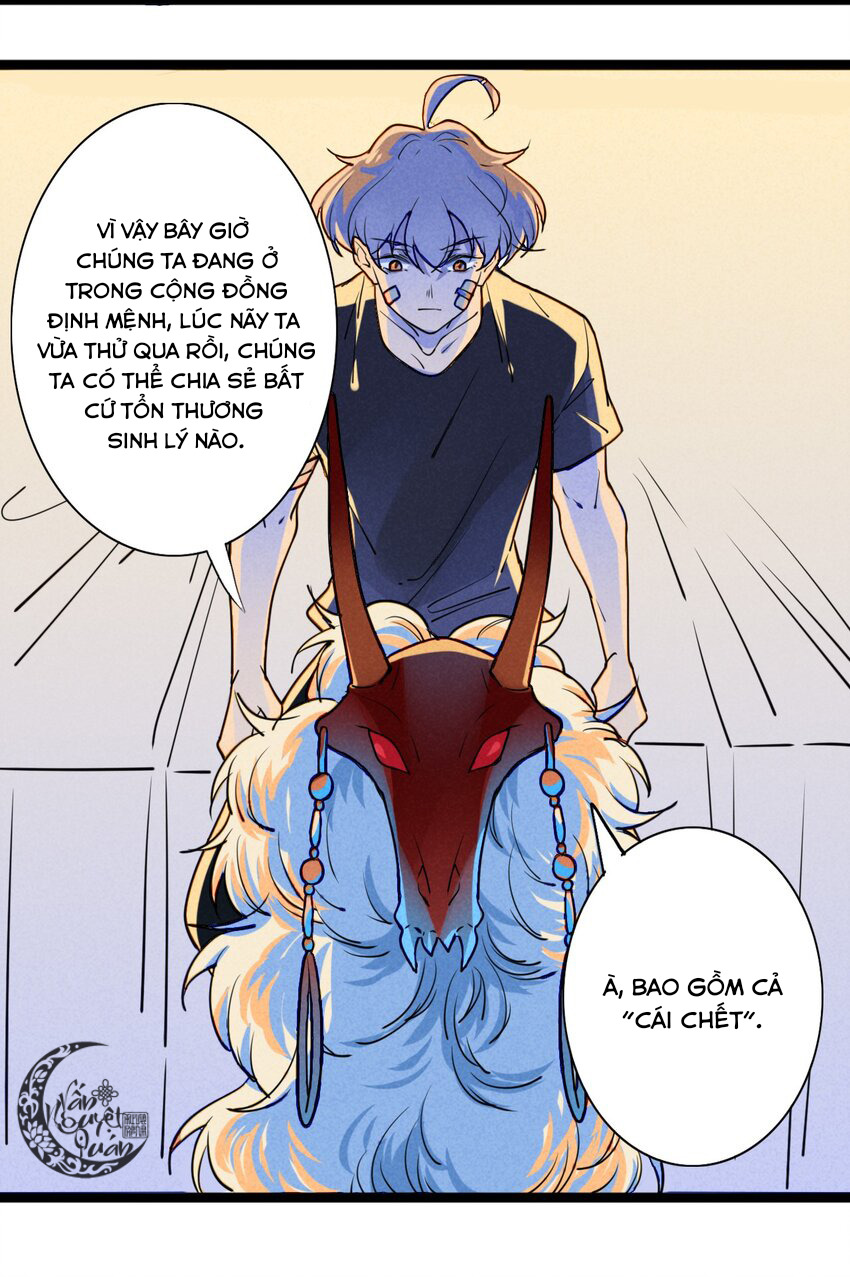 VÌ VẬY BÂY GIỜ
CHÚNG TA ĐANG Ở
TRONG CỘNG ĐỒNG
ĐỊNH MỆNH, LÚC NÃY TA
VỪA THỬ QUA RỒI, CHÚNG
TA CÓ THỂ CHIA SẺ BẤT
CỨ TỔN THƯƠNG
SINH LÝ NÀO.
À, BAO GỒM CẢ
"CÁI CHẾT".
Vấn
Nguyệt
Quán